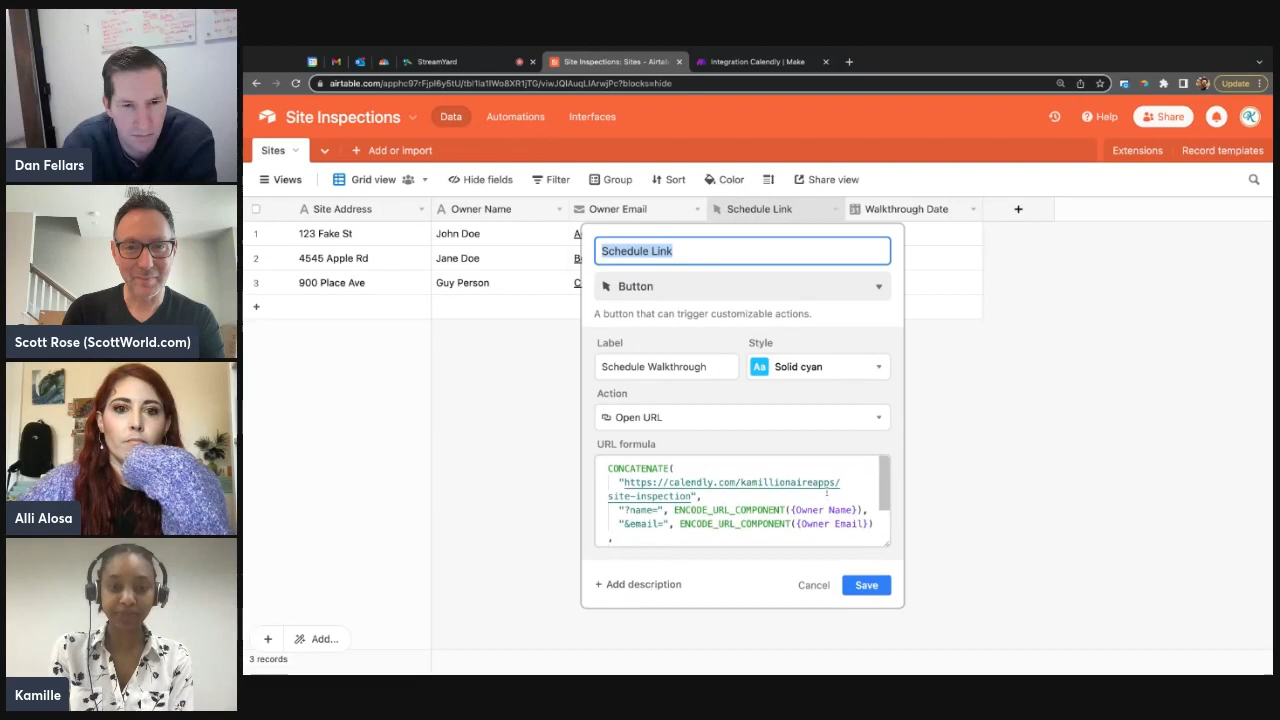 Dan Fellars
Scott Rose (ScottWorld.com)
Alli Alosa
Kamille
StreamYard
Site Inspections: Sites - Airtab
Integration Calendly | Make
Update
Site Inspections
Data
Automations
Interfaces
Help
Share
Sites
Add or import
Extensions
Record templates
Views
Grid view
Hide fields
Filter
Group
Sort
Color
Share view
Site Address
Owner Name
Owner Email
Schedule Link
Walkthrough Date
1 123 Fake St John Doe
2 4545 Apple Rd Jane Doe
3 900 Place Ave Guy Person
Schedule Link
Button
A button that can trigger customizable actions.
Label
Style
Schedule Walkthrough
Aa Solid cyan
Action
Open URL
URL formula
CONCATENATE(
"https://calendly.com/kamillionaireapps/
site-inspection",
"?name=", ENCODE_URL_COMPONENT({Owner Name}),
"&email=", ENCODE_URL_COMPONENT({Owner Email})
,
+ Add description
Cancel
Save
+
Add...
3 records